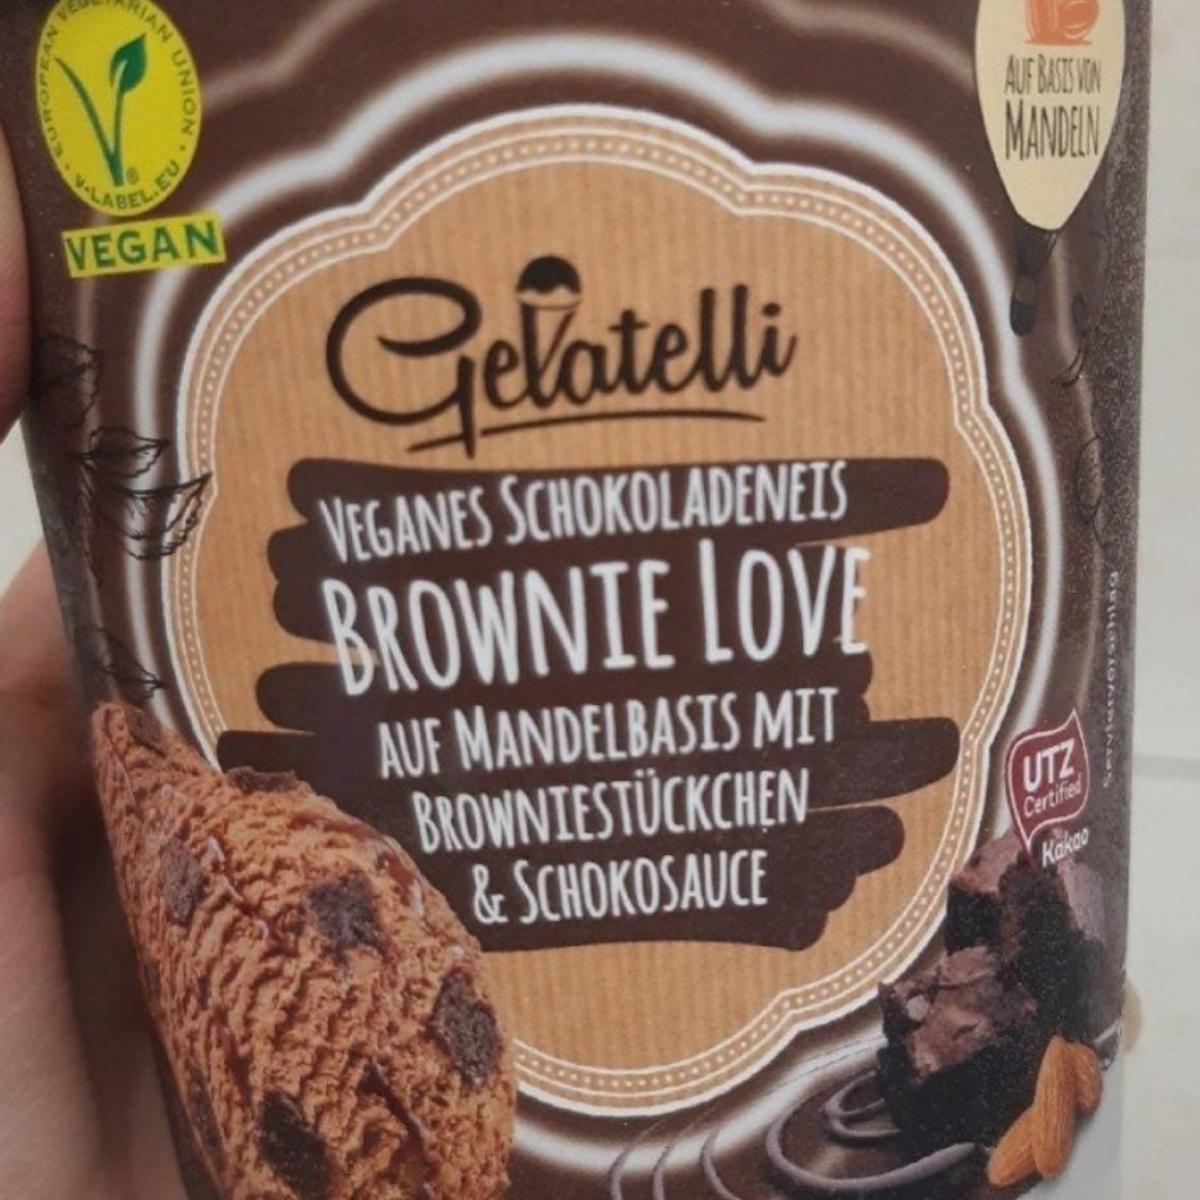 EUROPEAN VEGETARIAN UNION
V-LABEL.EU
VEGAN
AUF BASIS VON
MANDELN
Gelatelli
VEGANES SCHOKOLADENEIS
BROWNIE LOVE
AUF MANDELBASIS MIT
BROWNIESTÜCKCHEN
& SCHOKOSAUCE
Serviervorschlag
UTZ
Certified
Kakao